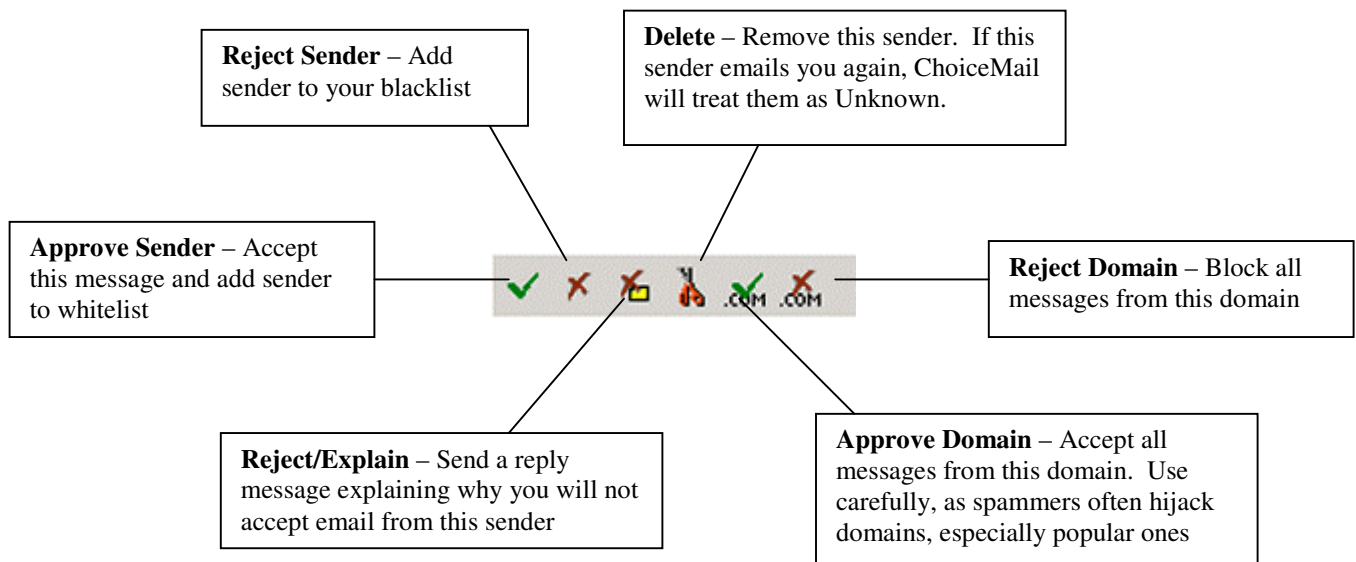 Reject Sender – Add
sender to your blacklist
Delete – Remove this sender.  If this
sender emails you again, ChoiceMail
will treat them as Unknown.
Approve Sender – Accept
this message and add sender
to whitelist
.COM
.COM
Reject Domain – Block all
messages from this domain
Reject/Explain – Send a reply
message explaining why you will not
accept email from this sender
Approve Domain – Accept all
messages from this domain.  Use
carefully, as spammers often hijack
domains, especially popular ones